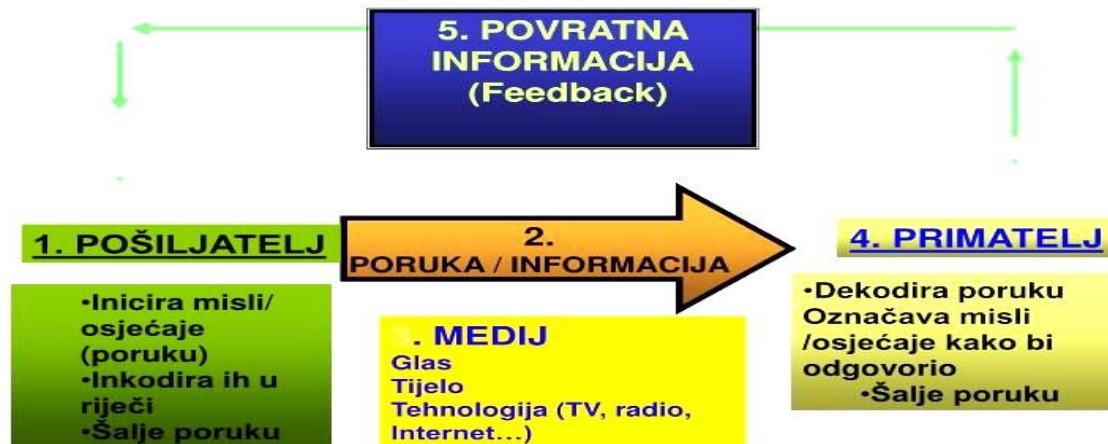 5. POVRATNA
INFORMACIJA
(Feedback)
1. POŠILJATELJ
•Inicira misli/
osjećaje
(poruku)
•Inkodira ih u
riječi
•Šalje poruku
2.
PORUKA / INFORMACIJA
3. MEDIJ
Glas
Tijelo
Tehnologija (TV, radio,
Internet...)
4. PRIMATELJ
•Dekodira poruku
Označava misli
/osjećaje kako bi
odgovorio
•Šalje poruku